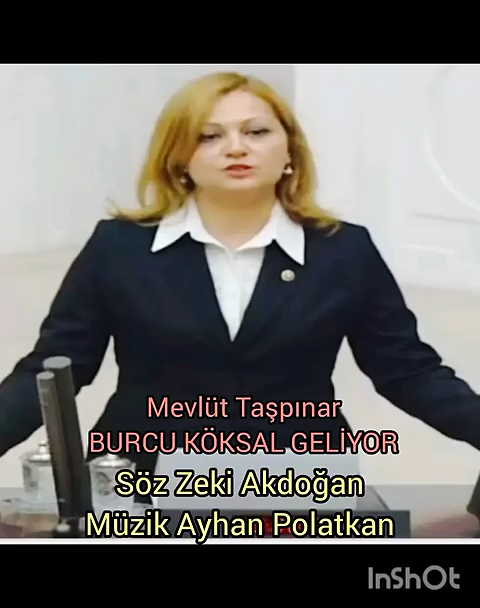 Mevlüt Taşpınar
BURCU KÖKSAL GELİYOR
Söz Zeki Akdoğan
Müzik Ayhan Polatkan
InShOt